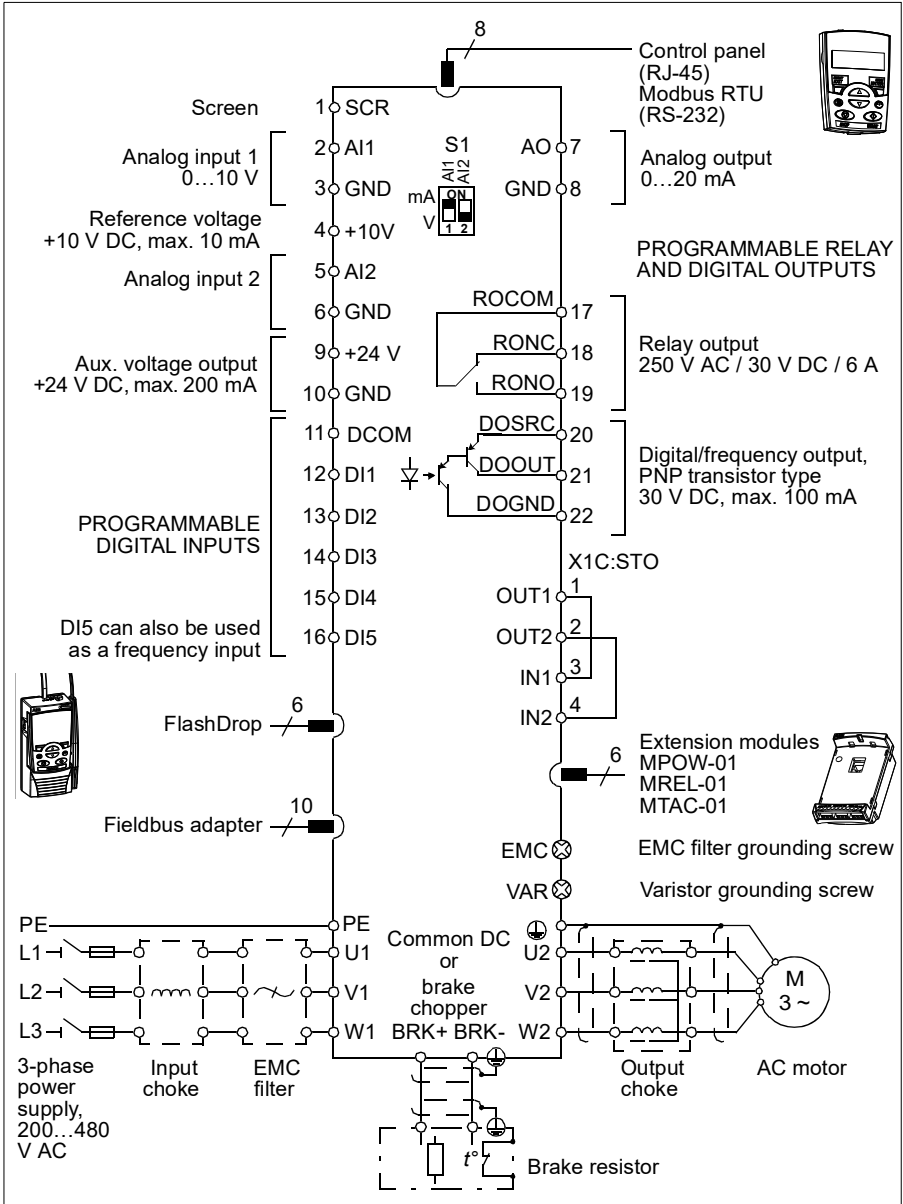 8
Control panel
(RJ-45)
Modbus RTU
(RS-232)
Screen
1 SCR
Analog input 1
0…10 V
2 AI1
3 GND
Reference voltage
+10 V DC, max. 10 mA
4 +10V
Analog input 2
5 AI2
6 GND
Aux. voltage output
+24 V DC, max. 200 mA
9 +24 V
10 GND
11 DCOM
12 DI1
PROGRAMMABLE
DIGITAL INPUTS
13 DI2
14 DI3
15 DI4
DI5 can also be used
as a frequency input
16 DI5
S1
AI1
AI2
mA
V
ON
1 2
AO 7
GND 8
Analog output
0…20 mA
PROGRAMMABLE RELAY
AND DIGITAL OUTPUTS
ROCOM 17
RONC 18
RONO 19
Relay output
250 V AC / 30 V DC / 6 A
DOSRC 20
DOOUT 21
DOGND 22
Digital/frequency output,
PNP transistor type
30 V DC, max. 100 mA
X1C:STO
OUT1 1
OUT2 2
IN1 3
IN2 4
FlashDrop 6
Fieldbus adapter 10
6
Extension modules
MPOW-01
MREL-01
MTAC-01
EMC
EMC filter grounding screw
VAR
Varistor grounding screw
PE
PE
L1
U1
L2
V1
L3
W1
Common DC
or
brake
chopper
BRK+ BRK-
U2
V2
W2
M
3 ~
3-phase
power
supply,
200…480
V AC
Input
choke
EMC
filter
Output
choke
AC motor
t°
Brake resistor